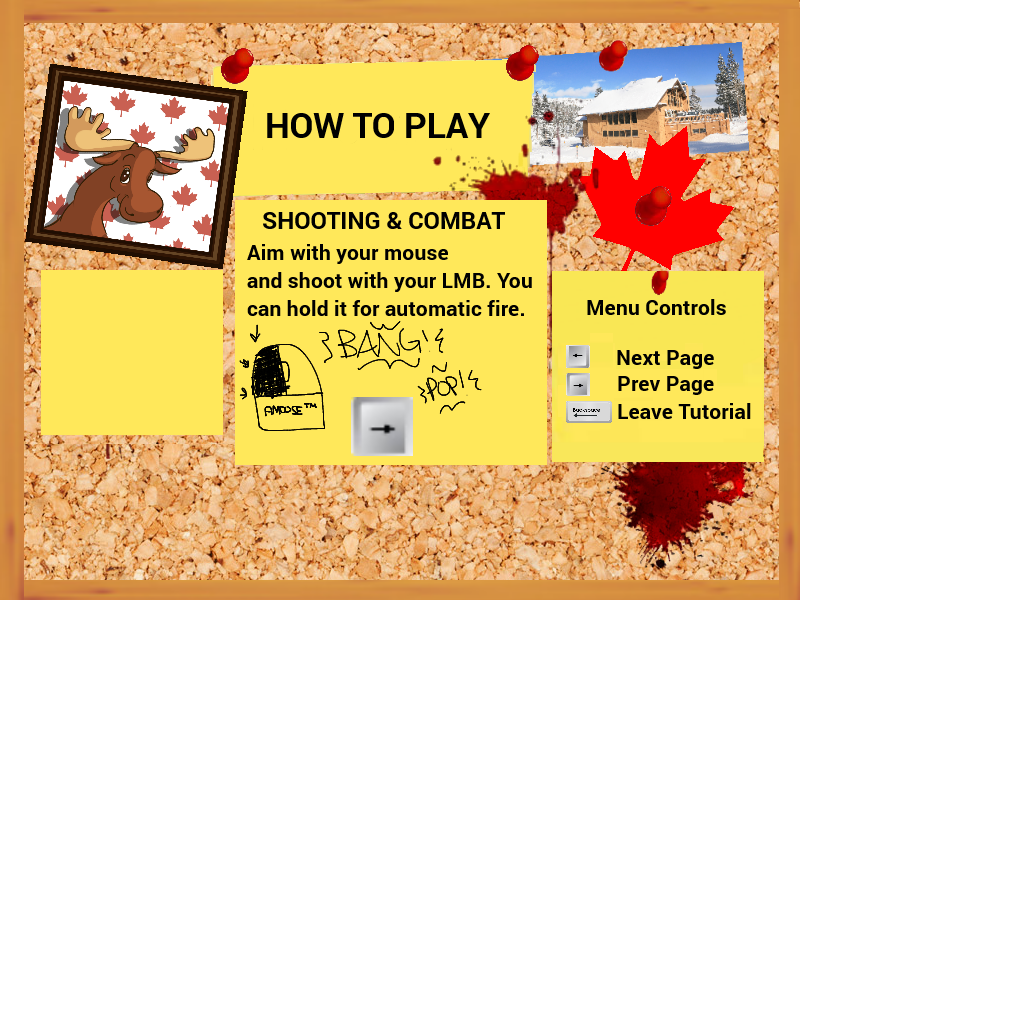 HOW TO PLAY
SHOOTING & COMBAT
Aim with your mouse
and shoot with your LMB. You
can hold it for automatic fire.
BANG!
POP!
AMOOSE™
Menu Controls
Next Page
Prev Page
Backspace
Leave Tutorial